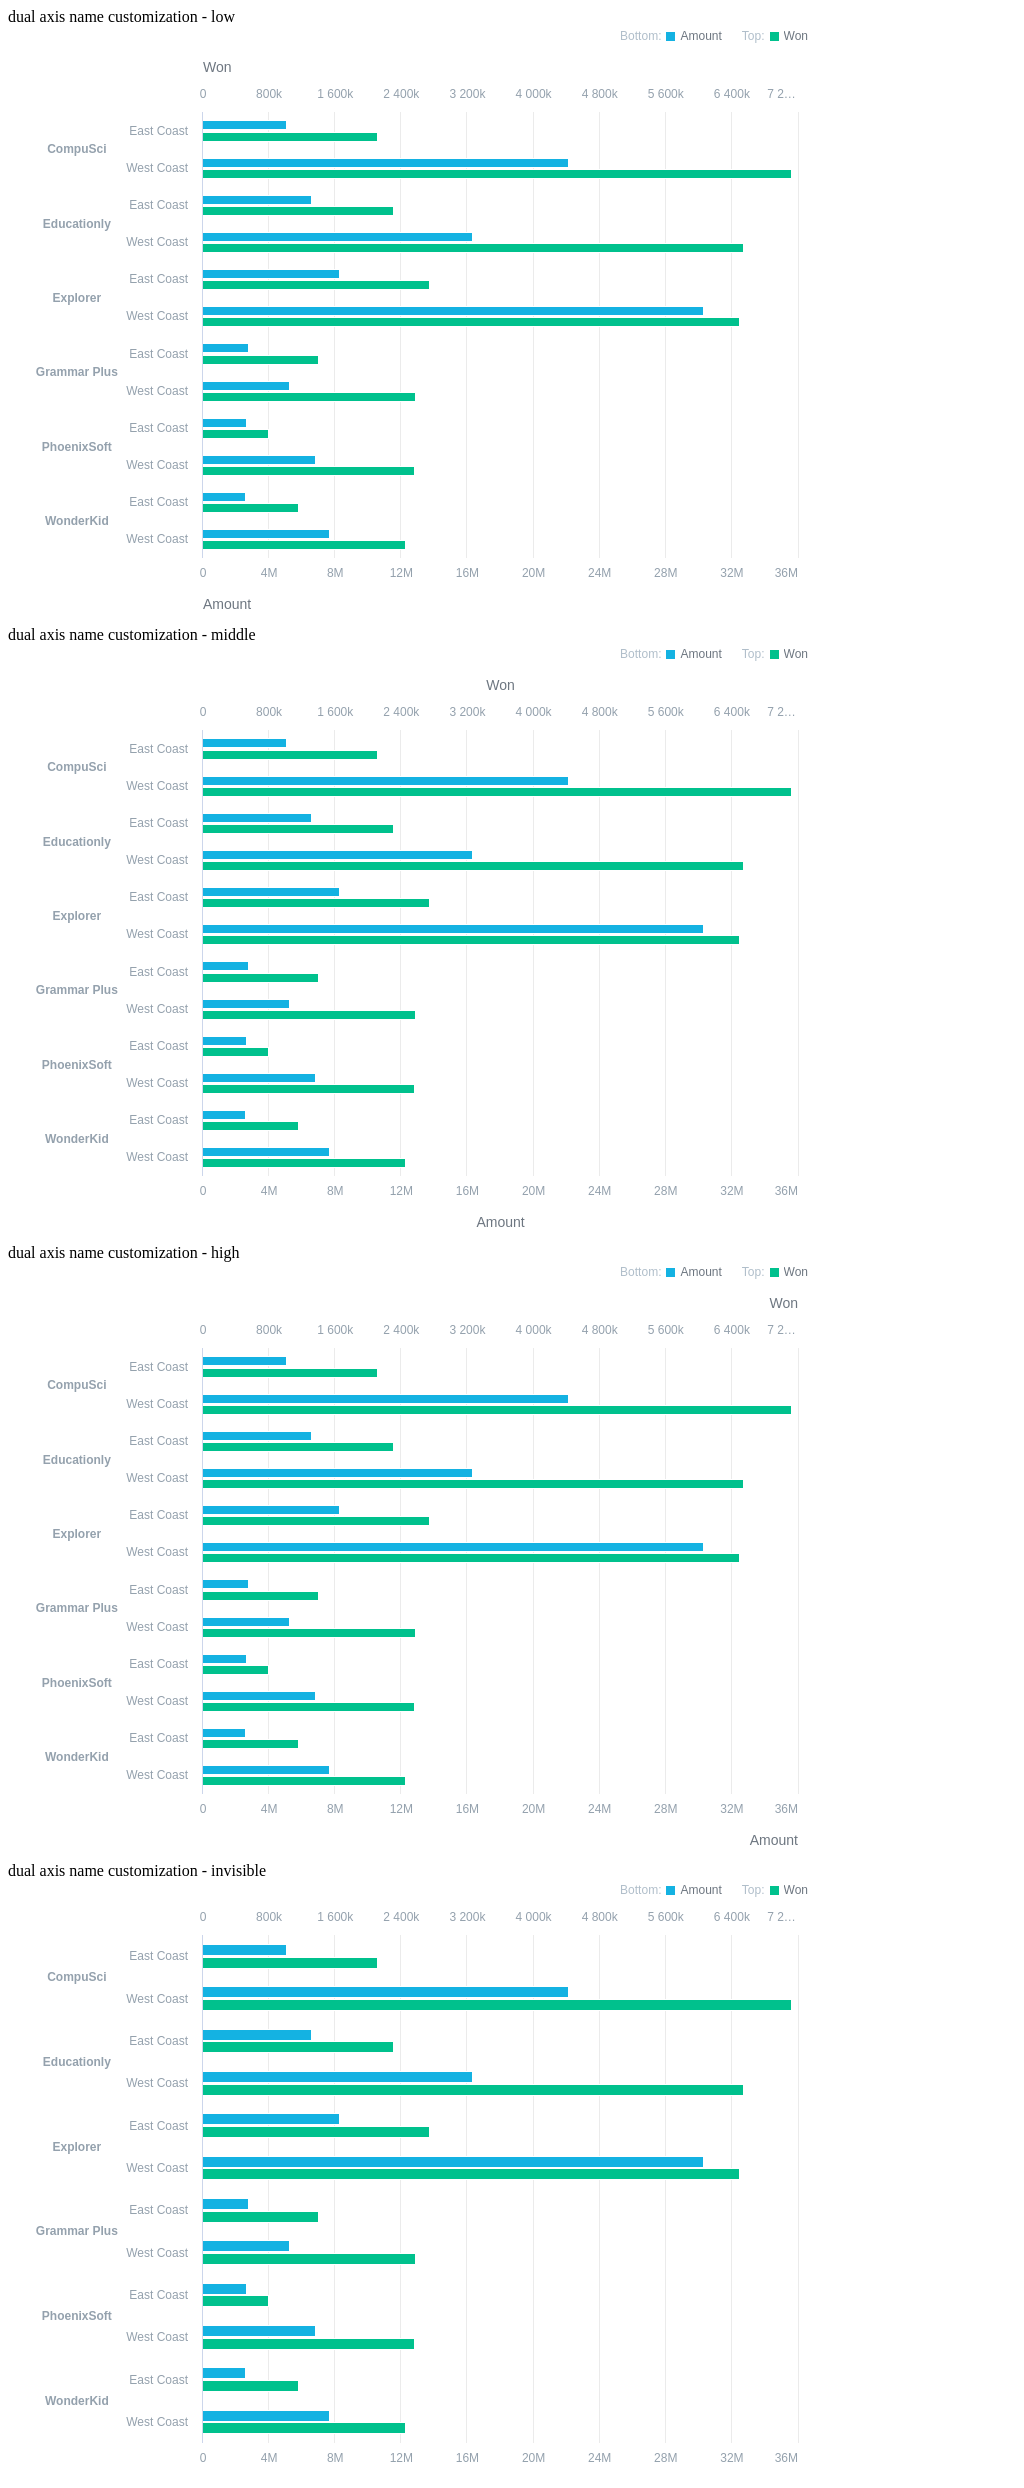 dual axis name customization - low
Bottom: Amount Top: Won
Won
0 800k 1 600k 2 400k 3 200k 4 000k 4 800k 5 600k 6 400k 7 2...
East Coast
CompuSci
West Coast
East Coast
Educationly
West Coast
East Coast
Explorer
West Coast
East Coast
Grammar Plus
West Coast
East Coast
PhoenixSoft
West Coast
East Coast
WonderKid
West Coast
0 4M 8M 12M 16M 20M 24M 28M 32M 36M
Amount
dual axis name customization - middle
Bottom: Amount Top: Won
Won
0 800k 1 600k 2 400k 3 200k 4 000k 4 800k 5 600k 6 400k 7 2...
East Coast
CompuSci
West Coast
East Coast
Educationly
West Coast
East Coast
Explorer
West Coast
East Coast
Grammar Plus
West Coast
East Coast
PhoenixSoft
West Coast
East Coast
WonderKid
West Coast
0 4M 8M 12M 16M 20M 24M 28M 32M 36M
Amount
dual axis name customization - high
Bottom: Amount Top: Won
Won
0 800k 1 600k 2 400k 3 200k 4 000k 4 800k 5 600k 6 400k 7 2...
East Coast
CompuSci
West Coast
East Coast
Educationly
West Coast
East Coast
Explorer
West Coast
East Coast
Grammar Plus
West Coast
East Coast
PhoenixSoft
West Coast
East Coast
WonderKid
West Coast
0 4M 8M 12M 16M 20M 24M 28M 32M 36M
Amount
dual axis name customization - invisible
Bottom: Amount Top: Won
0 800k 1 600k 2 400k 3 200k 4 000k 4 800k 5 600k 6 400k 7 2...
East Coast
CompuSci
West Coast
East Coast
Educationly
West Coast
East Coast
Explorer
West Coast
East Coast
Grammar Plus
West Coast
East Coast
PhoenixSoft
West Coast
East Coast
WonderKid
West Coast
0 4M 8M 12M 16M 20M 24M 28M 32M 36M